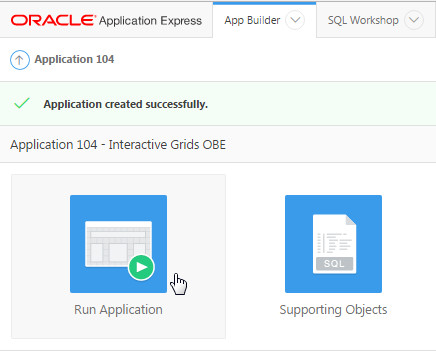 ORACLE Application Express App Builder SQL Workshop
Application 104
Application created successfully.
Application 104 - Interactive Grids OBE
SQL
Run Application Supporting Objects